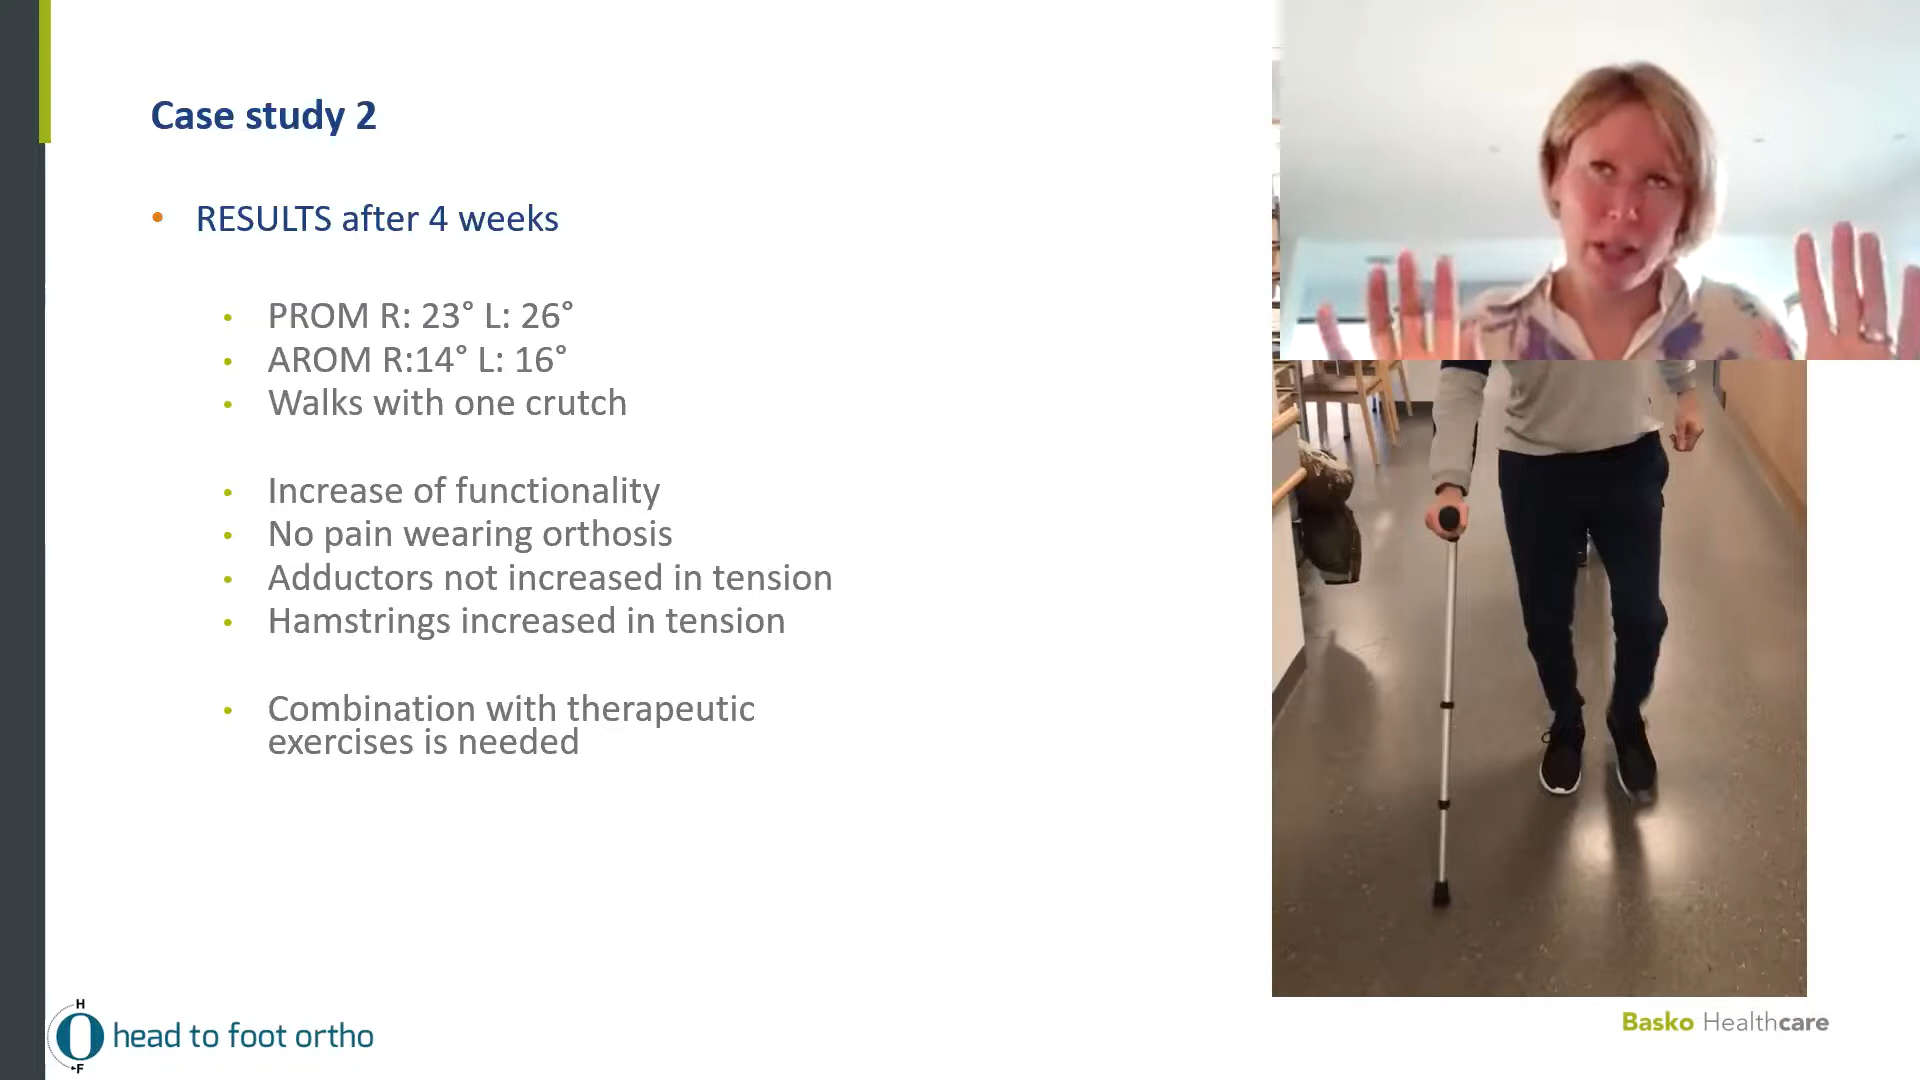 Case study 2
• RESULTS after 4 weeks
• PROM R: 23° L: 26°
• AROM R:14° L: 16°
• Walks with one crutch
• Increase of functionality
• No pain wearing orthosis
• Adductors not increased in tension
• Hamstrings increased in tension
• Combination with therapeutic
exercises is needed
H
F
head to foot ortho
Basko Healthcare